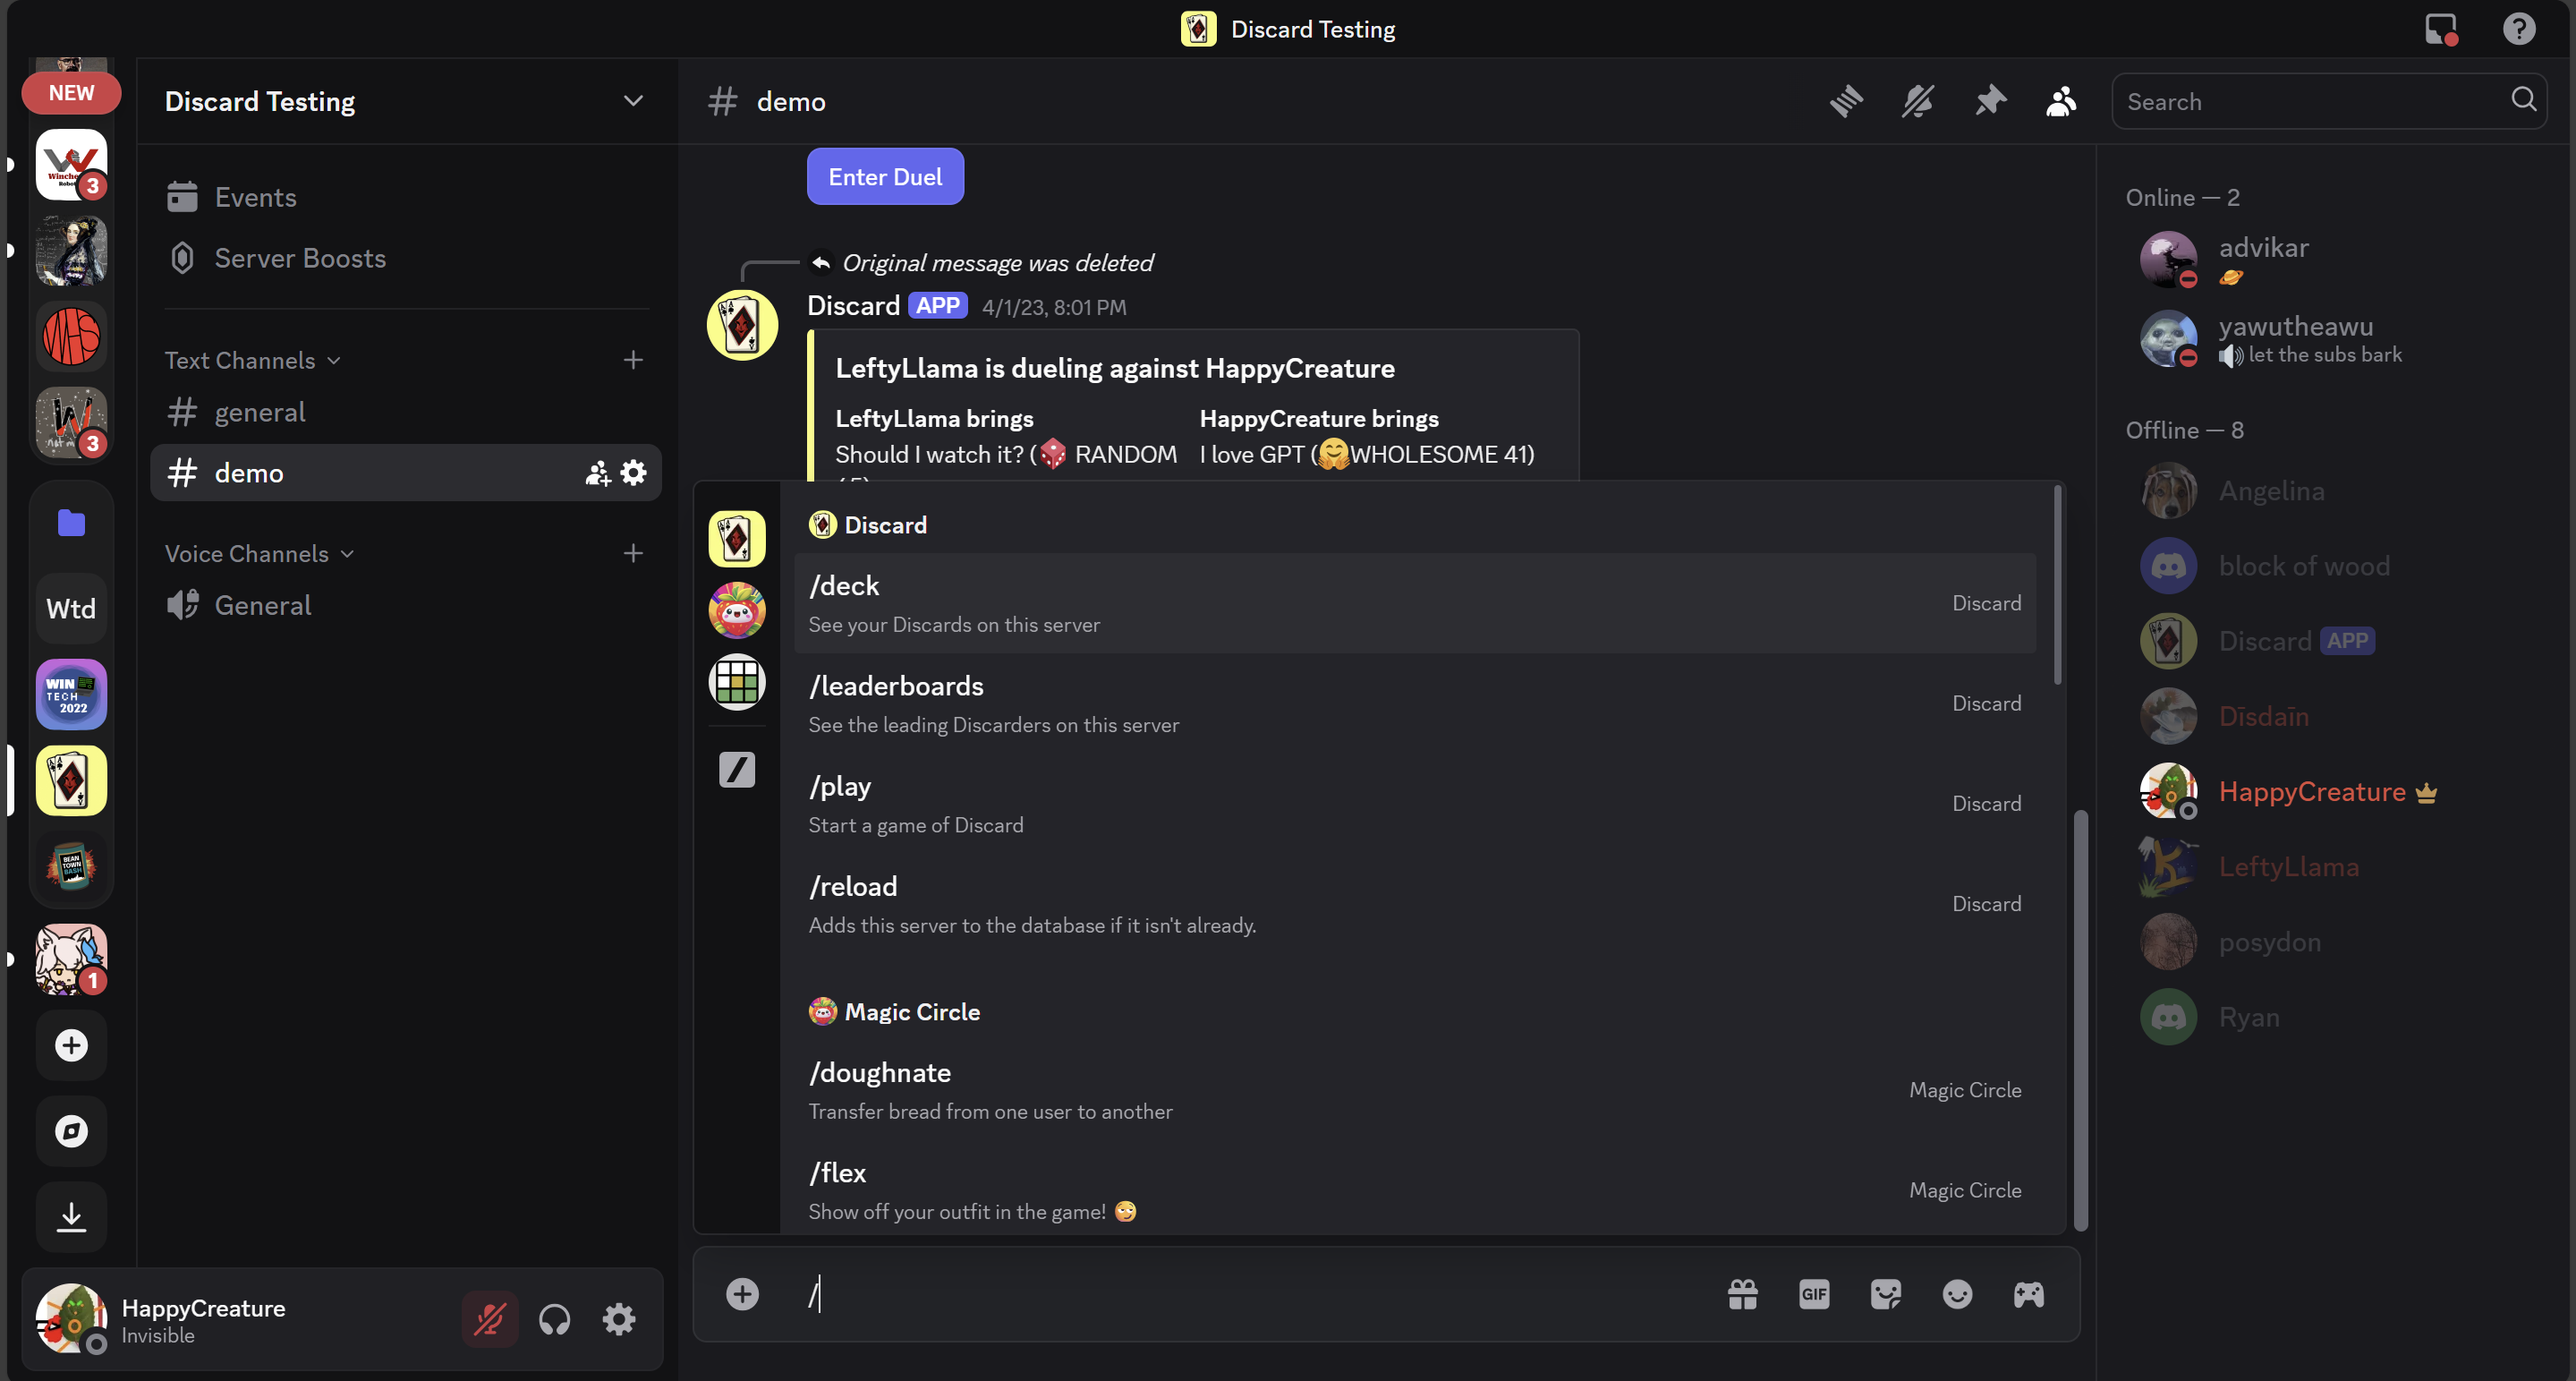 Discard Testing
NEW
3
3
Wtd
WIN
TECH
2022
BEAN
TOWN
BASH
1
Discard Testing
Events
Server Boosts
Text Channels
general
demo
Voice Channels
General
HappyCreature
Invisible
demo
Search
Enter Duel
Original message was deleted
Discard APP 4/1/23, 8:01 PM
LeftyLlama is dueling against HappyCreature
LeftyLlama brings HappyCreature brings
Should I watch it? (🎲 RANDOM I love GPT (🤗WHOLESOME 41)
Discard
/deck
See your Discards on this server
Discard
/leaderboards
See the leading Discarders on this server
Discard
/play
Start a game of Discard
Discard
/reload
Adds this server to the database if it isn't already.
Discard
Magic Circle
/doughnate
Transfer bread from one user to another
Magic Circle
/flex
Show off your outfit in the game! 😏
Magic Circle
/
GIF
Online — 2
advikar
🪐
yawutheawu
🔊 let the subs bark
Offline — 8
Angelina
block of wood
Discard APP
Dīsdaīn
HappyCreature
LeftyLlama
posydon
Ryan